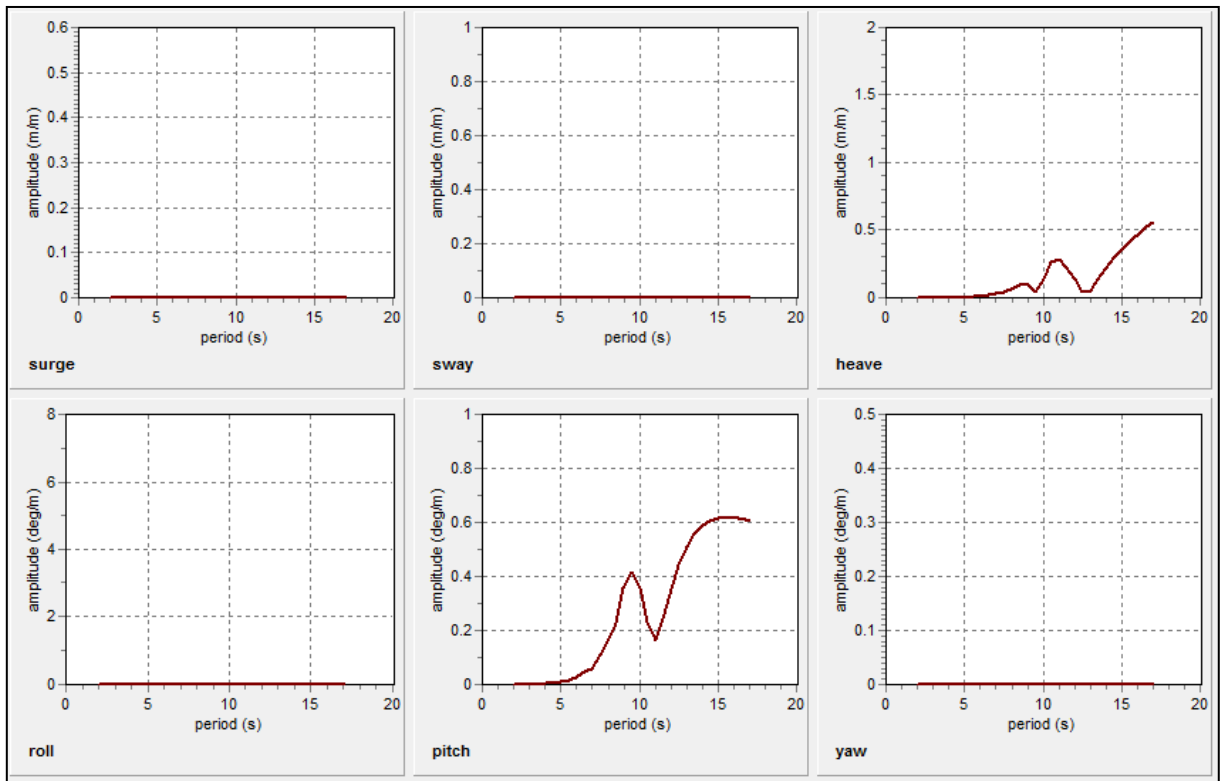 0.6
0.5
0.4
0.3
0.2
0.1
0
amplitude (m/m)
0 5 10 15 20
period (s)
surge
1
0.8
0.6
0.4
0.2
0
amplitude (m/m)
0 5 10 15 20
period (s)
sway
2
1.5
1
0.5
0
amplitude (m/m)
0 5 10 15 20
period (s)
heave
8
6
4
2
0
amplitude (deg/m)
0 5 10 15 20
period (s)
roll
1
0.8
0.6
0.4
0.2
0
amplitude (deg/m)
0 5 10 15 20
period (s)
pitch
0.5
0.4
0.3
0.2
0.1
0
amplitude (deg/m)
0 5 10 15 20
period (s)
yaw